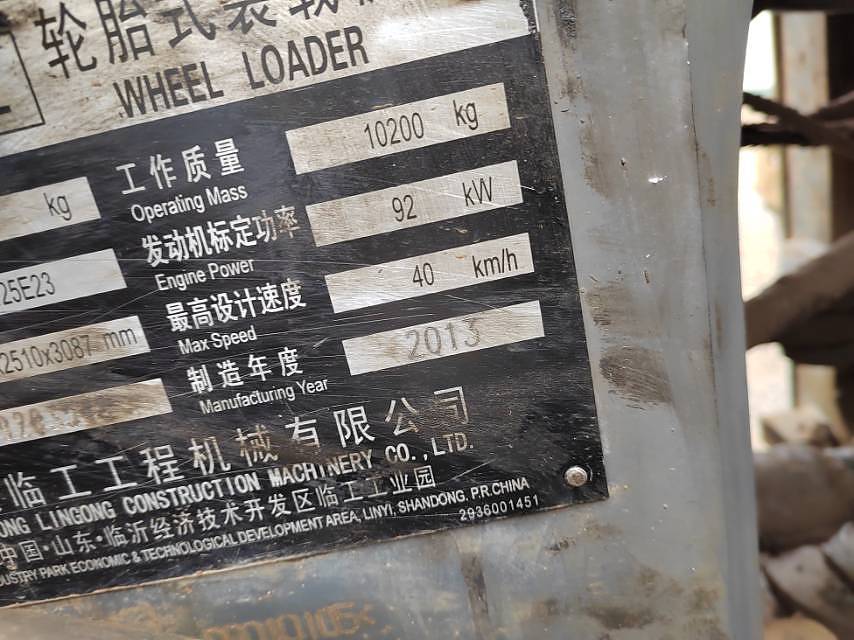 轮胎式装载
WHEEL LOADER
工作质量 10200 kg
Operating Mass
kg
发动机标定功率 92 kW
Engine Power
25E23
最高设计速度 40 km/h
Max Speed
2510x3087 mm
制造年度 2013
Manufacturing Year
临工工程机械有限公司
UNG LINGONG CONSTRUCTION MACHINERY CO.,LTD.
中国·山东·临沂经济技术开发区临工工业园
DUSTRY PARK ECONOMIC & TECHNOLOGICAL DEVELOPMENT AREA, LINYI, SHANDONG. P.R.CHINA
2936001451